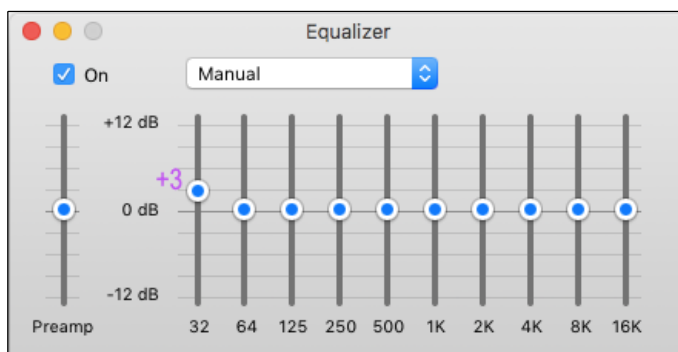 Equalizer
On
Manual
+12 dB
+3
0 dB
-12 dB
Preamp 32 64 125 250 500 1K 2K 4K 8K 16K